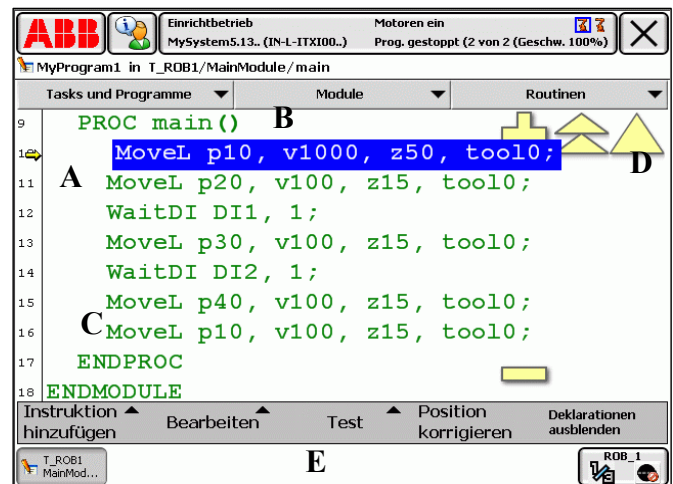 ABB
Einrichtbetrieb Motoren ein
MySystem5.13.. (IN-L-ITXI00..) Prog. gestoppt (2 von 2 (Geschw. 100%)
MyProgram1 in T_ROB1/MainModule/main
Tasks und Programme Module Routinen
B
9 PROC main()
10 MoveL p10, v1000, z50, tool0;
A D
11 MoveL p20, v100, z15, tool0;
12 WaitDI DI1, 1;
13 MoveL p30, v100, z15, tool0;
14 WaitDI DI2, 1;
15 MoveL p40, v100, z15, tool0;
C
16 MoveL p10, v100, z15, tool0;
17 ENDPROC
18 ENDMODULE
Instruktion hinzufügen Bearbeiten Test Position korrigieren Deklarationen ausblenden
T_ROB1
MainMod...
E
ROB_1